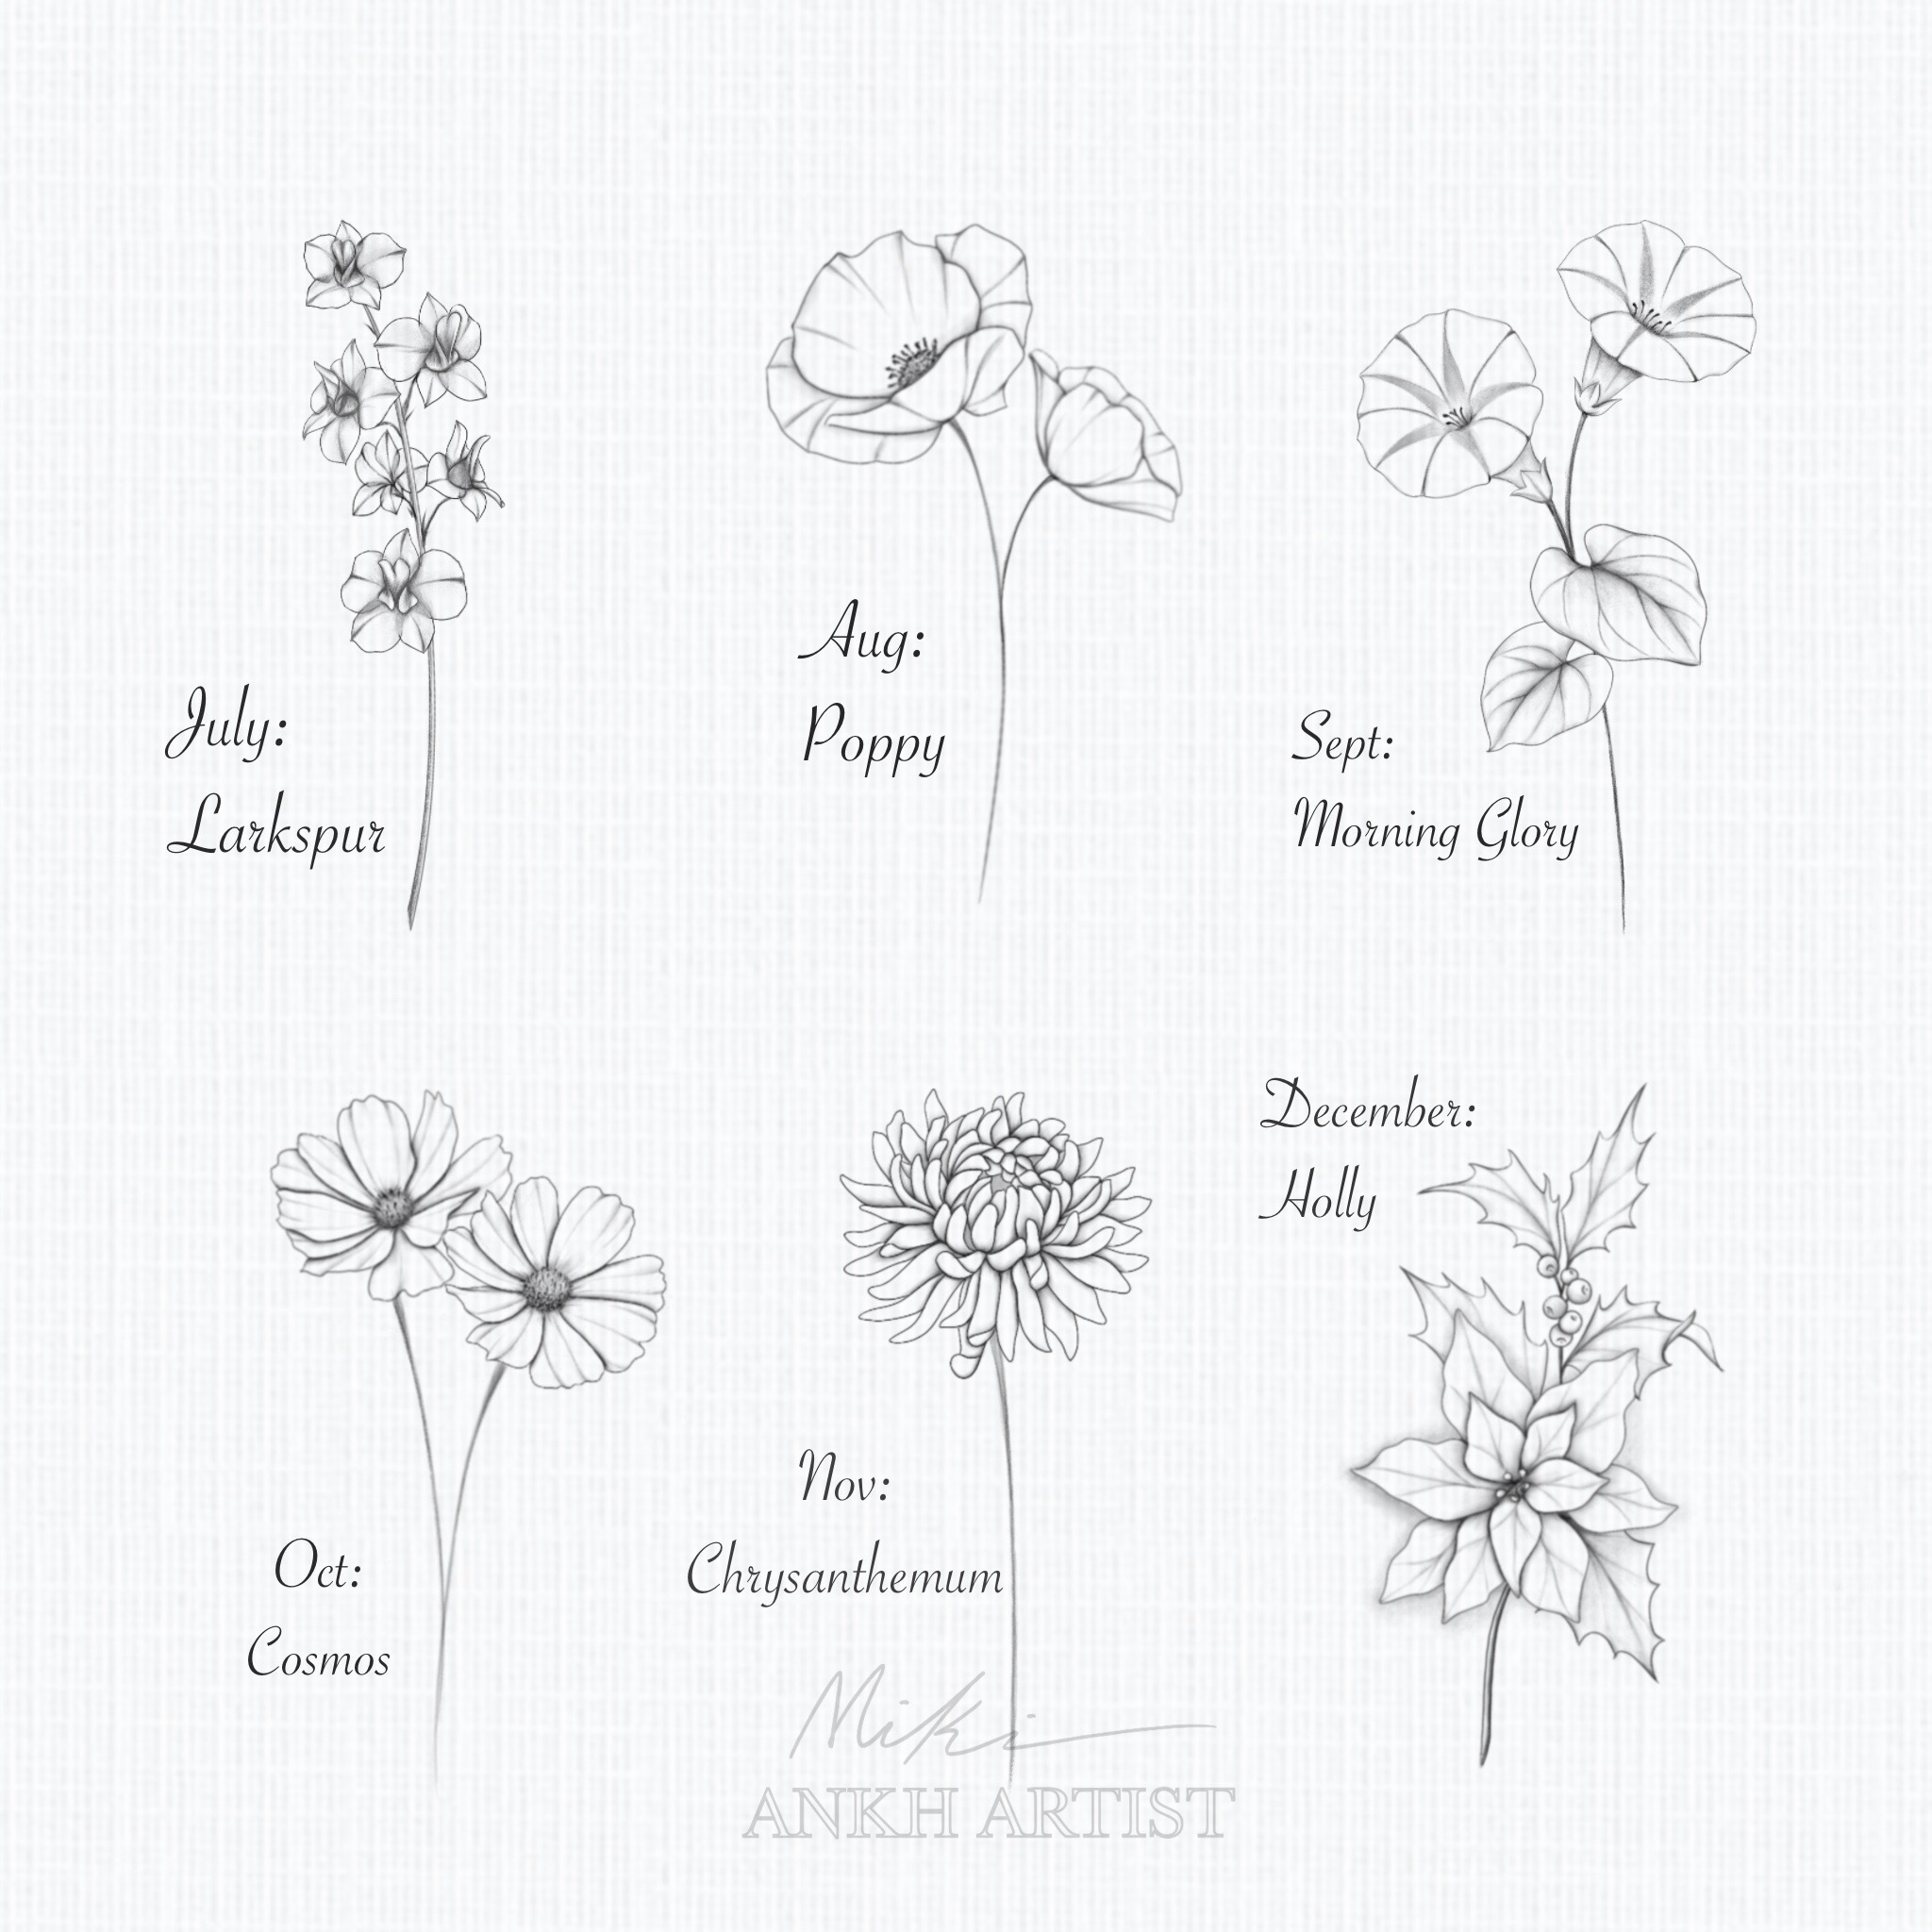 July:
Larkspur
Aug:
Poppy
Sept:
Morning Glory
Oct:
Cosmos
Nov:
Chrysanthemum
December:
Holly
Miki
ANKH ARTIST